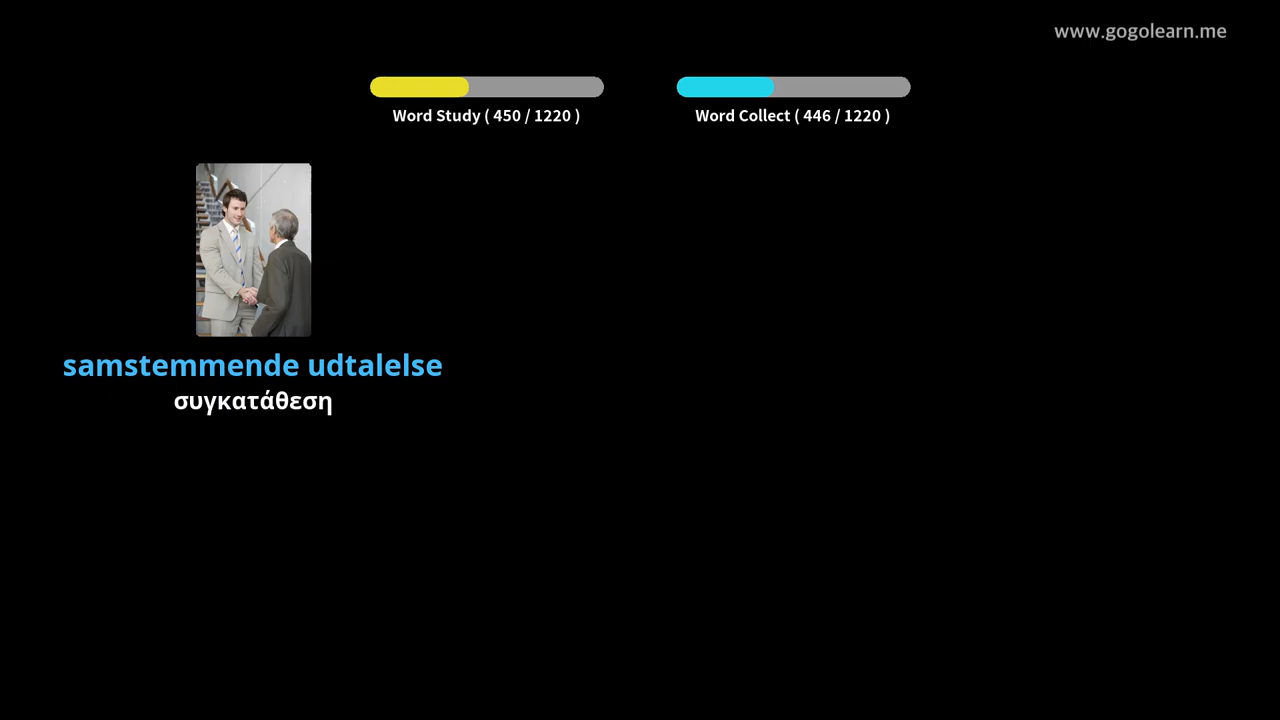 www.gogolearn.me
Word Study ( 450 / 1220 )
Word Collect ( 446 / 1220 )
samstemmende udtalelse
συγκατάθεση